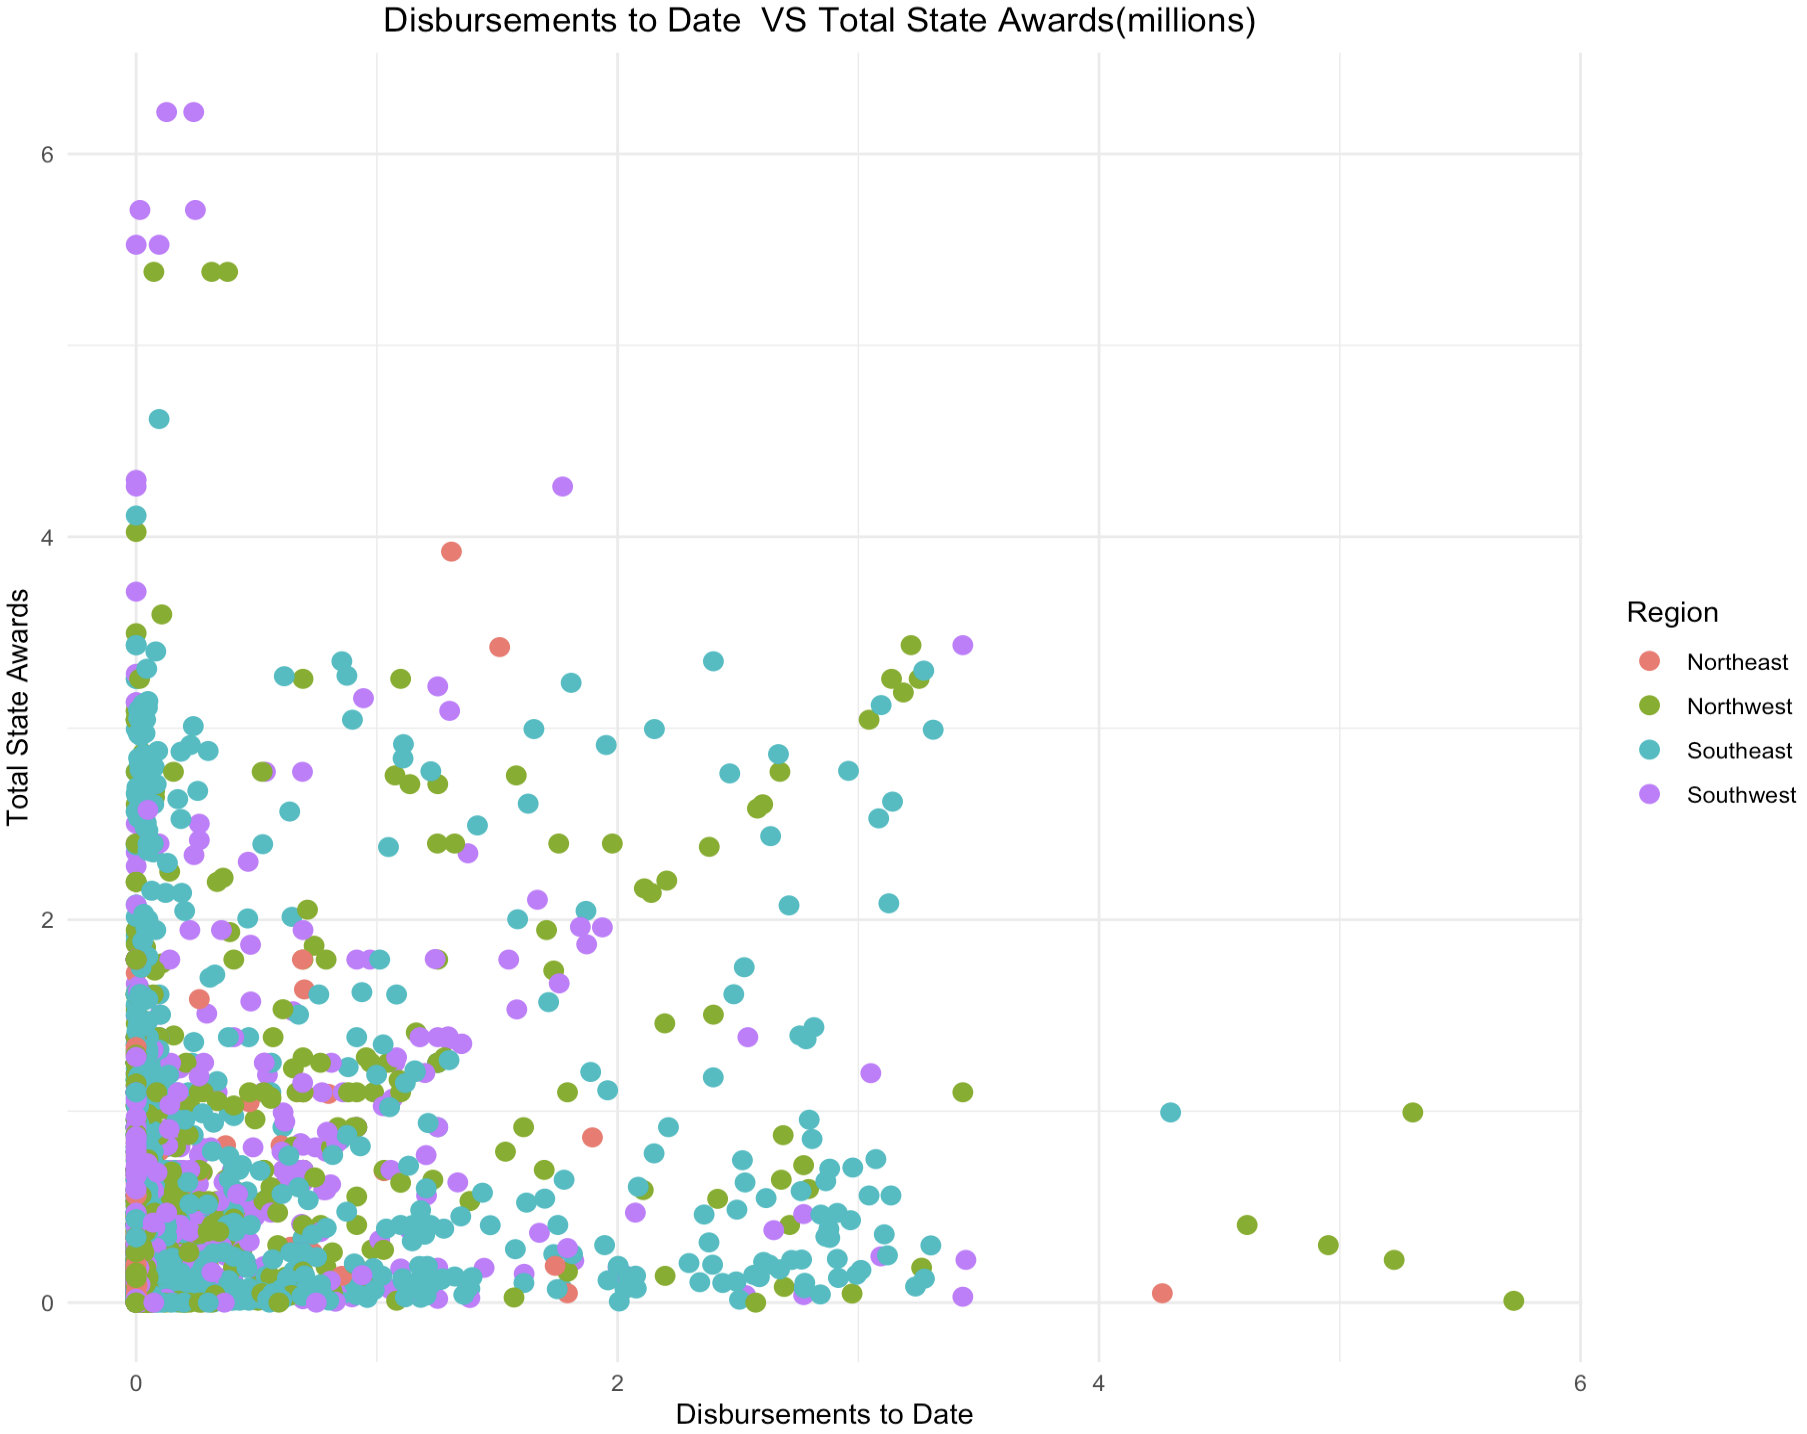 Disbursements to Date  VS Total State Awards(millions)
6
4
2
0
Total State Awards
0 2 4 6
Disbursements to Date
Region
Northeast
Northwest
Southeast
Southwest